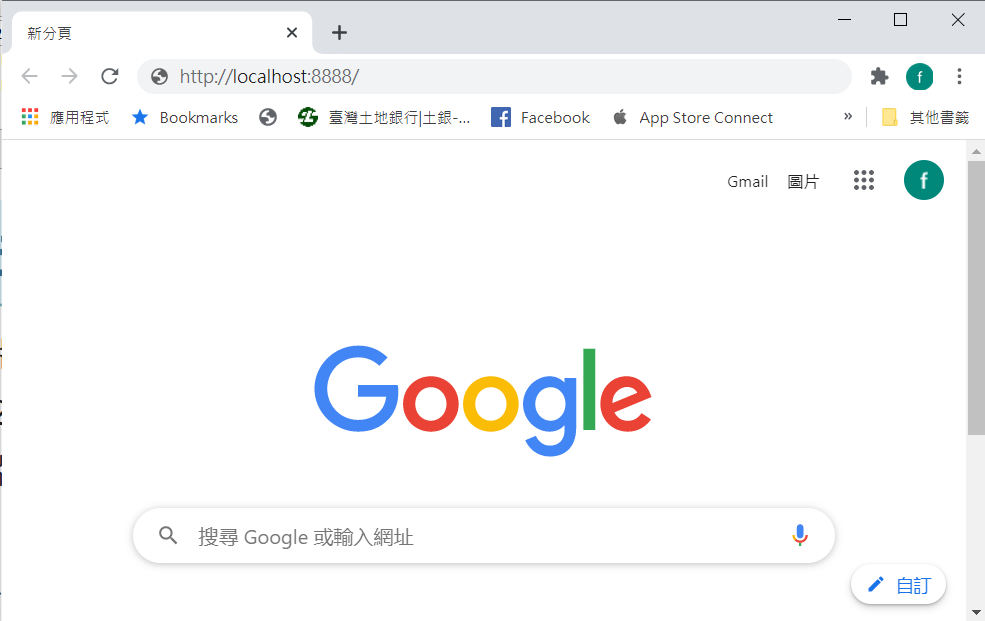 新分頁
http://localhost:8888/
應用程式 Bookmarks 臺灣土地銀行|土銀-... Facebook App Store Connect » 其他書籤
Gmail 圖片 f
Google
搜尋 Google 或輸入網址
自訂